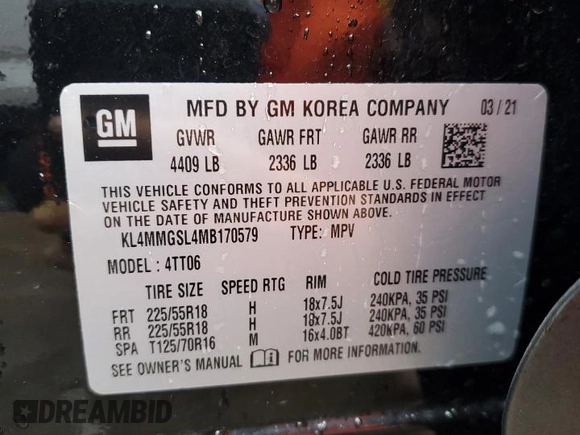 GM
MFD BY GM KOREA COMPANY 03/21
GVWR GAWR FRT GAWR RR
4409 LB 2336 LB 2336 LB
THIS VEHICLE CONFORMS TO ALL APPLICABLE U.S. FEDERAL MOTOR
VEHICLE SAFETY AND THEFT PREVENTION STANDARDS IN EFFECT
ON THE DATE OF MANUFACTURE SHOWN ABOVE.
KL4MMGSL4MB170579 TYPE: MPV
MODEL : 4TT06
TIRE SIZE SPEED RTG RIM COLD TIRE PRESSURE
FRT 225/55R18 H 18x7.5J 240KPA, 35 PSI
RR 225/55R18 H 18x7.5J 240KPA, 35 PSI
SPA T125/70R16 M 16x4.0BT 420KPA, 60 PSI
SEE OWNER'S MANUAL FOR MORE INFORMATION.
DREAMBID